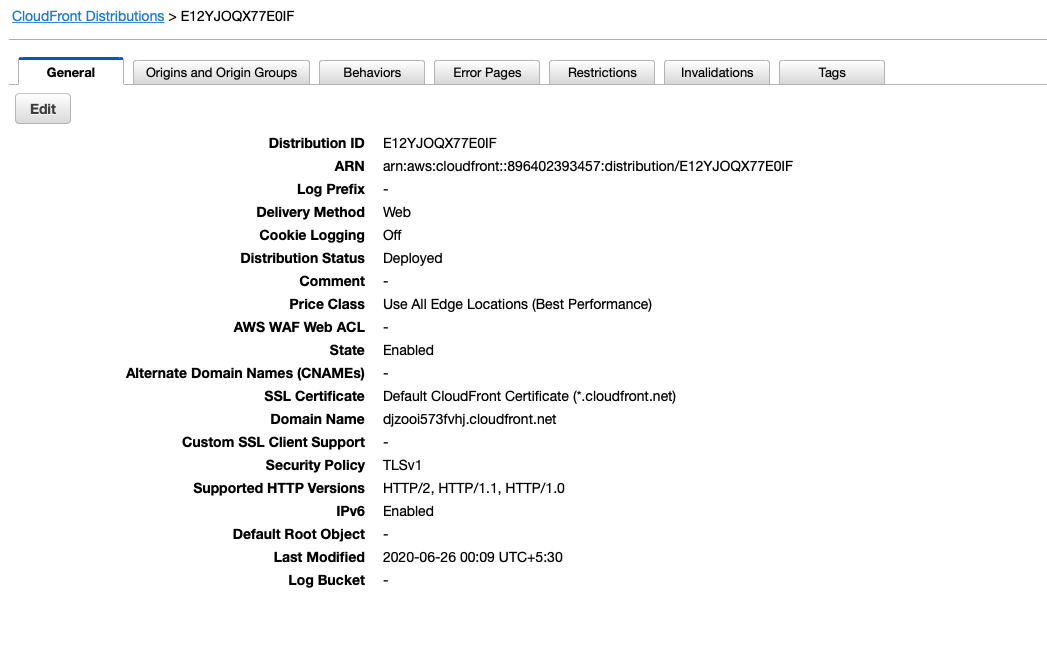 CloudFront Distributions > E12YJOQX77E0IF
General Origins and Origin Groups Behaviors Error Pages Restrictions Invalidations Tags
Edit
Distribution ID E12YJOQX77E0IF
ARN arn:aws:cloudfront::896402393457:distribution/E12YJOQX77E0IF
Log Prefix -
Delivery Method Web
Cookie Logging Off
Distribution Status Deployed
Comment -
Price Class Use All Edge Locations (Best Performance)
AWS WAF Web ACL -
State Enabled
Alternate Domain Names (CNAMEs) -
SSL Certificate Default CloudFront Certificate (*.cloudfront.net)
Domain Name djzooi573fvhj.cloudfront.net
Custom SSL Client Support -
Security Policy TLSv1
Supported HTTP Versions HTTP/2, HTTP/1.1, HTTP/1.0
IPv6 Enabled
Default Root Object -
Last Modified 2020-06-26 00:09 UTC+5:30
Log Bucket -